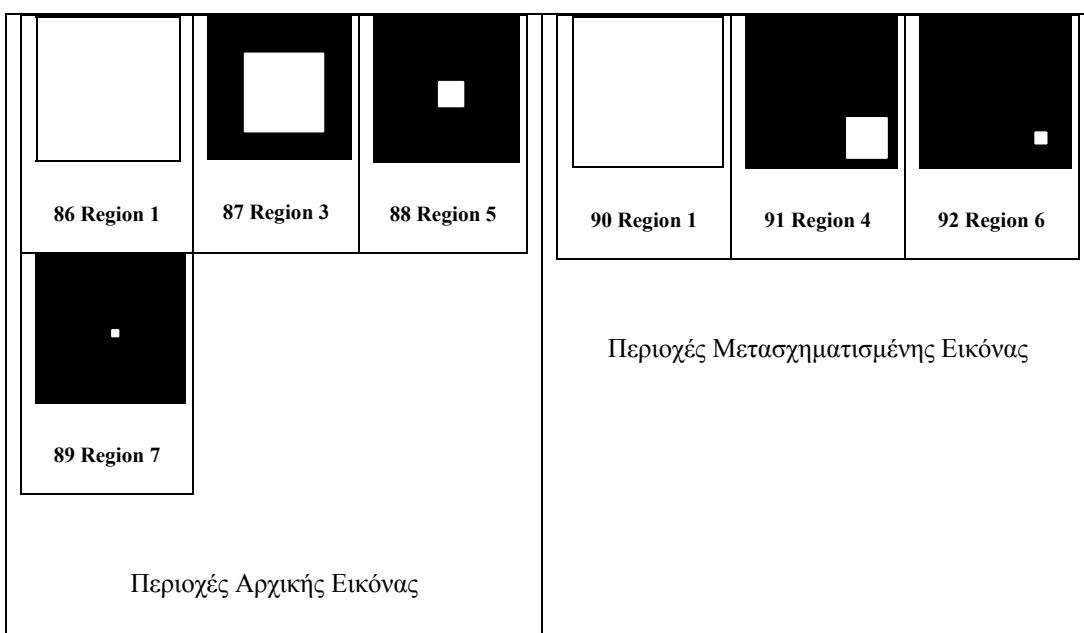 86 Region 1
87 Region 3
88 Region 5
89 Region 7
Περιοχές Αρχικής Εικόνας
90 Region 1
91 Region 4
92 Region 6
Περιοχές Μετασχηματισμένης Εικόνας